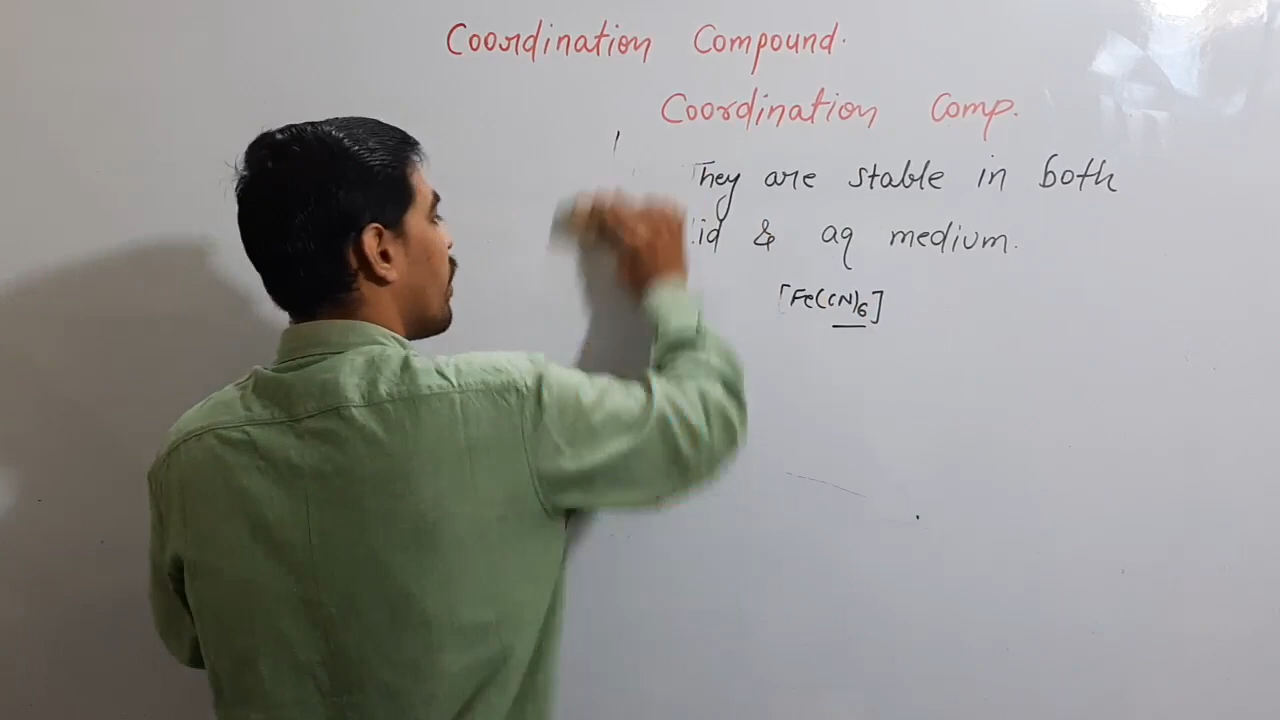 Coordination Compound.
Coordination Comp.
They are stable in both
& aq medium.
[Fe(CN)6]